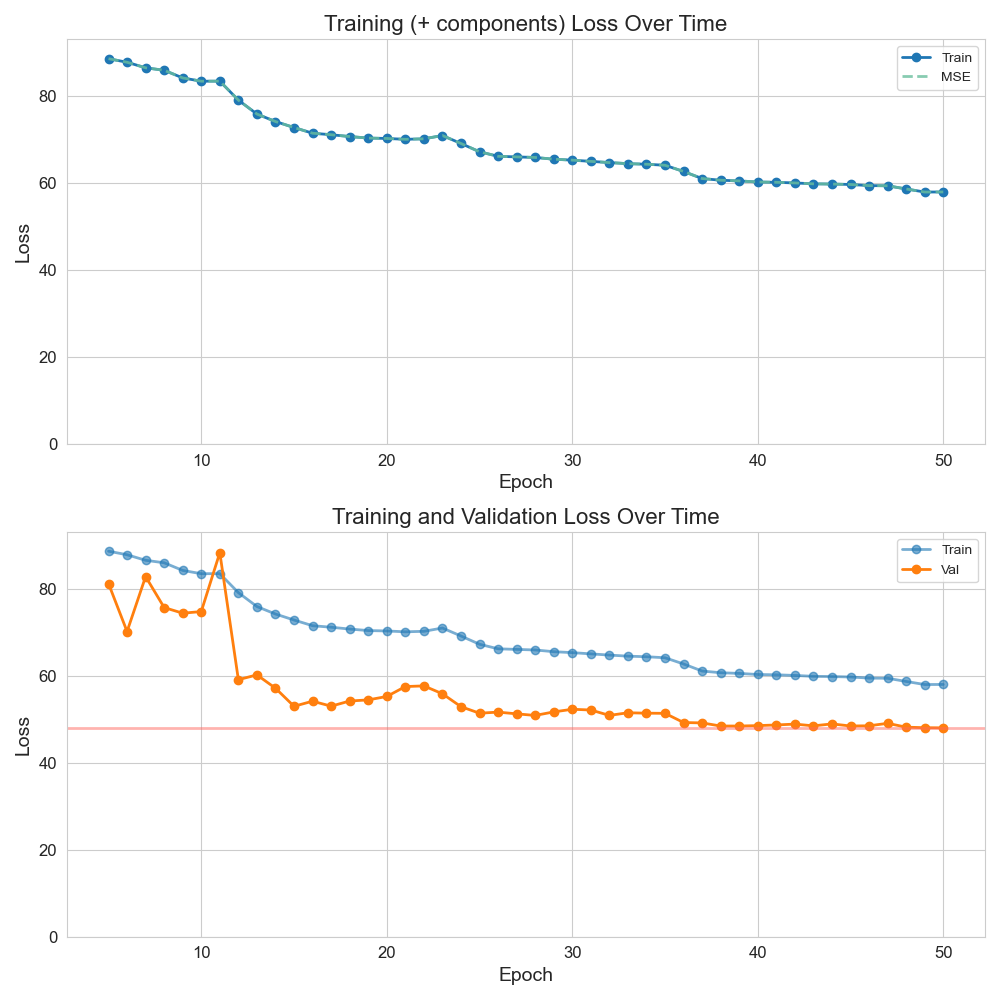 Training (+ components) Loss Over Time
Train
MSE
80
60
40
20
0
Loss
10 20 30 40 50
Epoch
Training and Validation Loss Over Time
Train
Val
80
60
40
20
0
Loss
10 20 30 40 50
Epoch